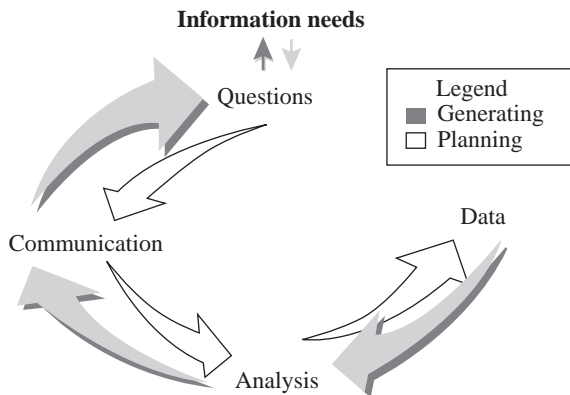 Information needs
Questions
Legend
Generating
Planning
Data
Communication
Analysis